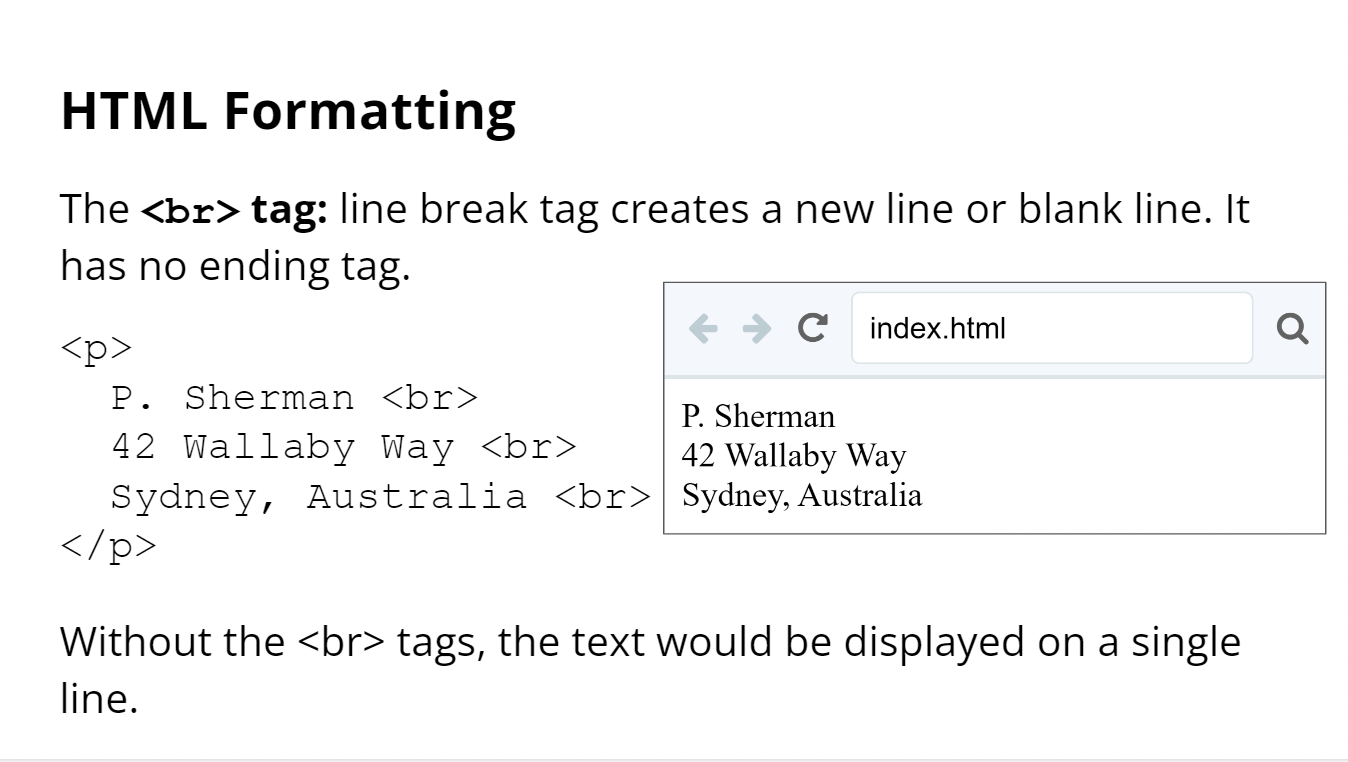 HTML Formatting
The <br> tag: line break tag creates a new line or blank line. It
has no ending tag.
<p>
P. Sherman <br>
42 Wallaby Way <br>
Sydney, Australia <br>
</p>
index.html
P. Sherman
42 Wallaby Way
Sydney, Australia
Without the <br> tags, the text would be displayed on a single
line.